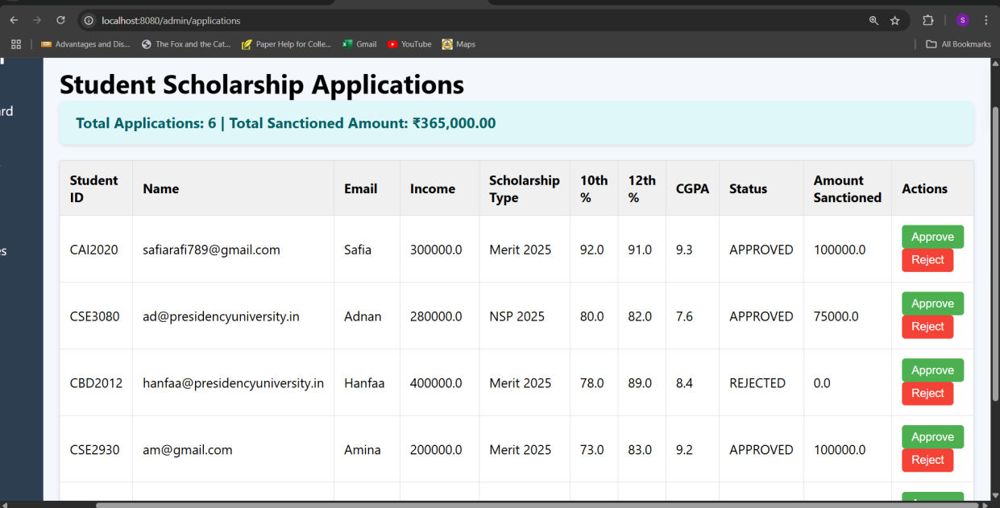 localhost:8080/admin/applications
S
Advantages and Dis... The Fox and the Cat... Paper Help for Colle... Gmail YouTube Maps All Bookmarks
rd
es
Student Scholarship Applications
Total Applications: 6 | Total Sanctioned Amount: ₹365,000.00
Student ID Name Email Income Scholarship Type 10th % 12th % CGPA Status Amount Sanctioned Actions
CAI2020 safiarafi789@gmail.com Safia 300000.0 Merit 2025 92.0 91.0 9.3 APPROVED 100000.0 Approve
Reject
CSE3080 ad@presidencyuniversity.in Adnan 280000.0 NSP 2025 80.0 82.0 7.6 APPROVED 75000.0 Approve
Reject
CBD2012 hanfaa@presidencyuniversity.in Hanfaa 400000.0 Merit 2025 78.0 89.0 8.4 REJECTED 0.0 Approve
Reject
CSE2930 am@gmail.com Amina 200000.0 Merit 2025 73.0 83.0 9.2 APPROVED 100000.0 Approve
Reject